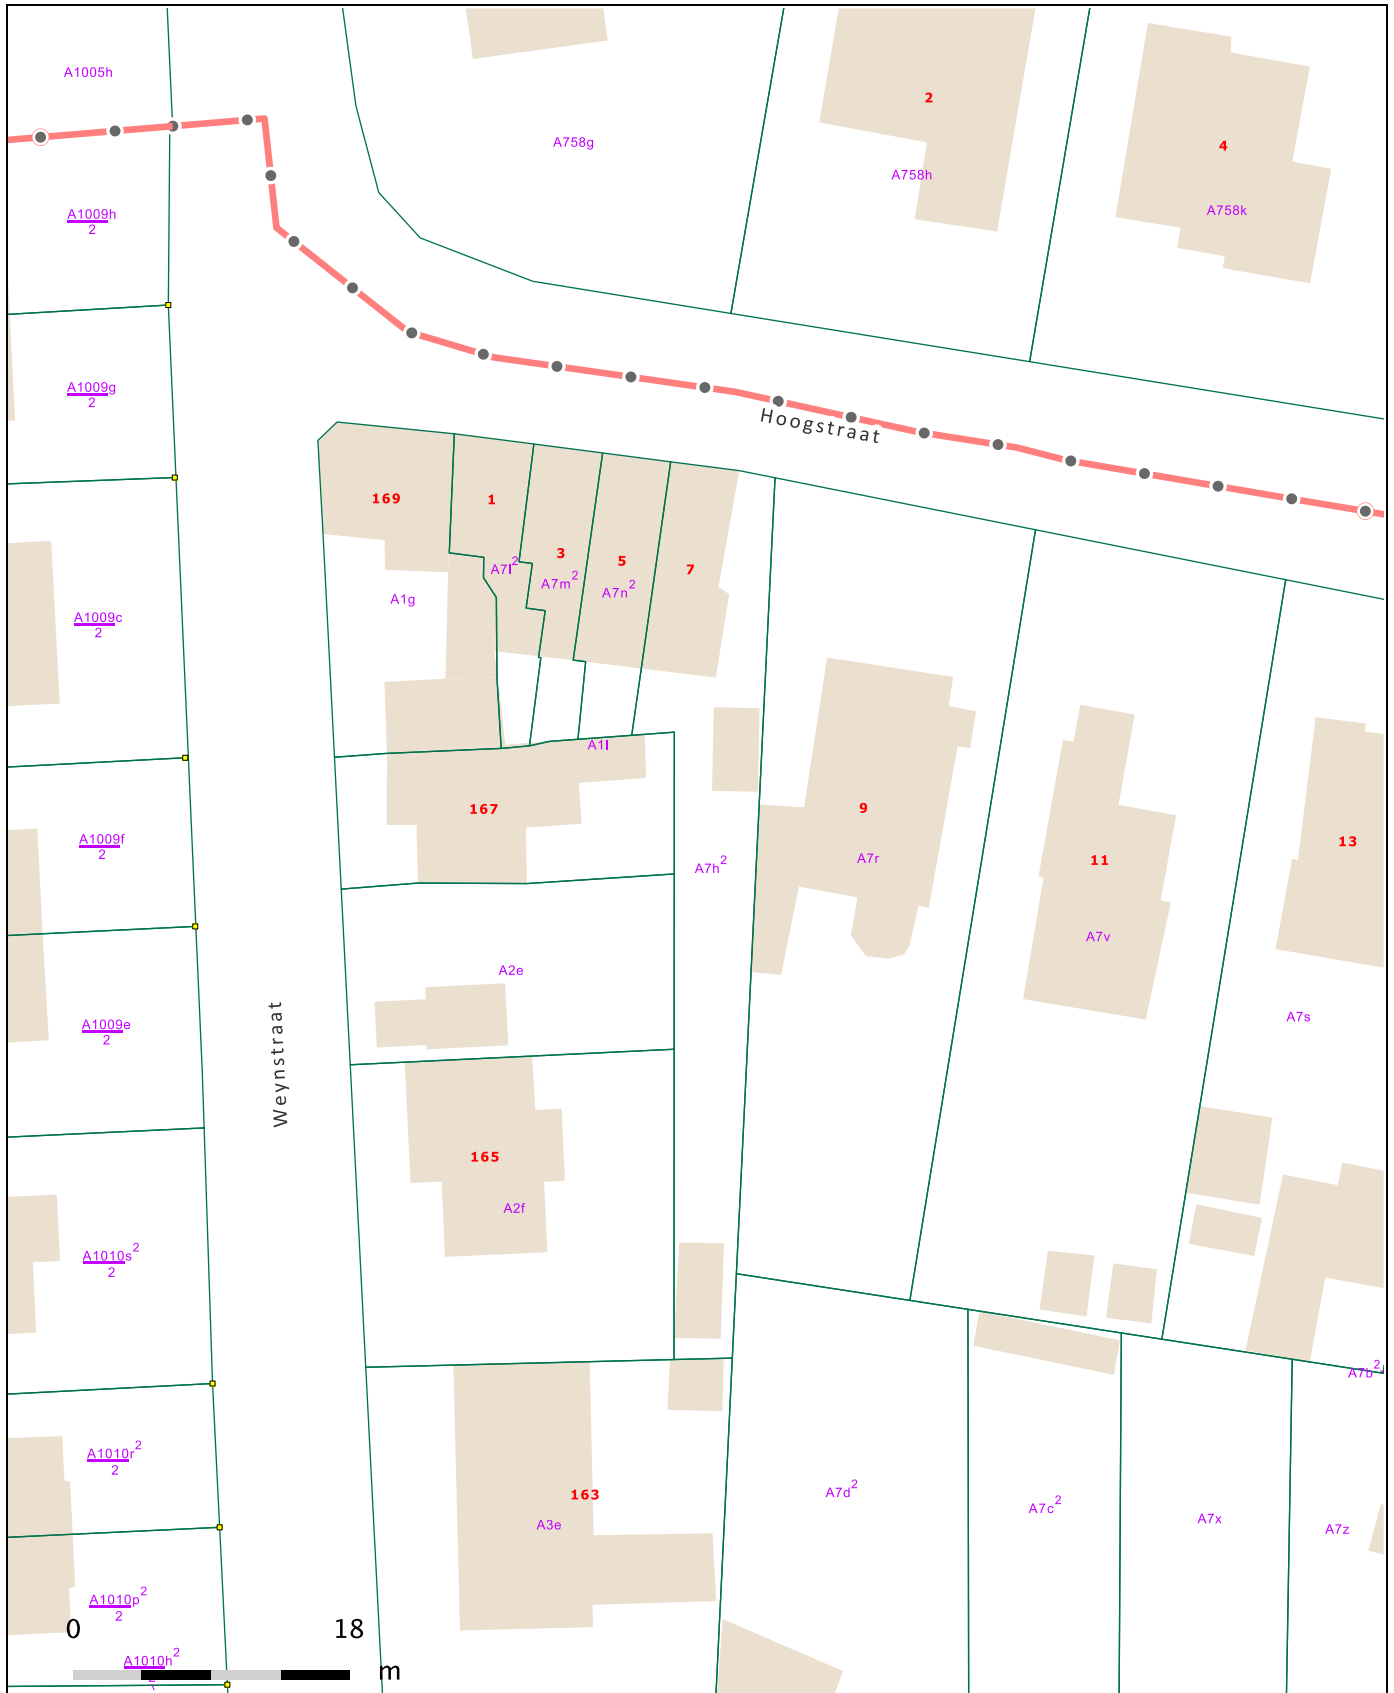 A1005h
A758g
2
A758h
4
A758k
A1009h
2
A1009g
2
Hoogstraat
169
1
3
5
7
A7l²
A7m²
A7n²
A1g
A1009c
2
A1l
167
9
A7r
A7h²
11
A7v
13
A7s
A1009f
2
A2e
A1009e
2
Weynstraat
165
A2f
A1010s²
2
A7b²
A1010r²
2
163
A3e
A7d²
A7c²
A7x
A7z
A1010p²
2
0 18
m
A1010h²